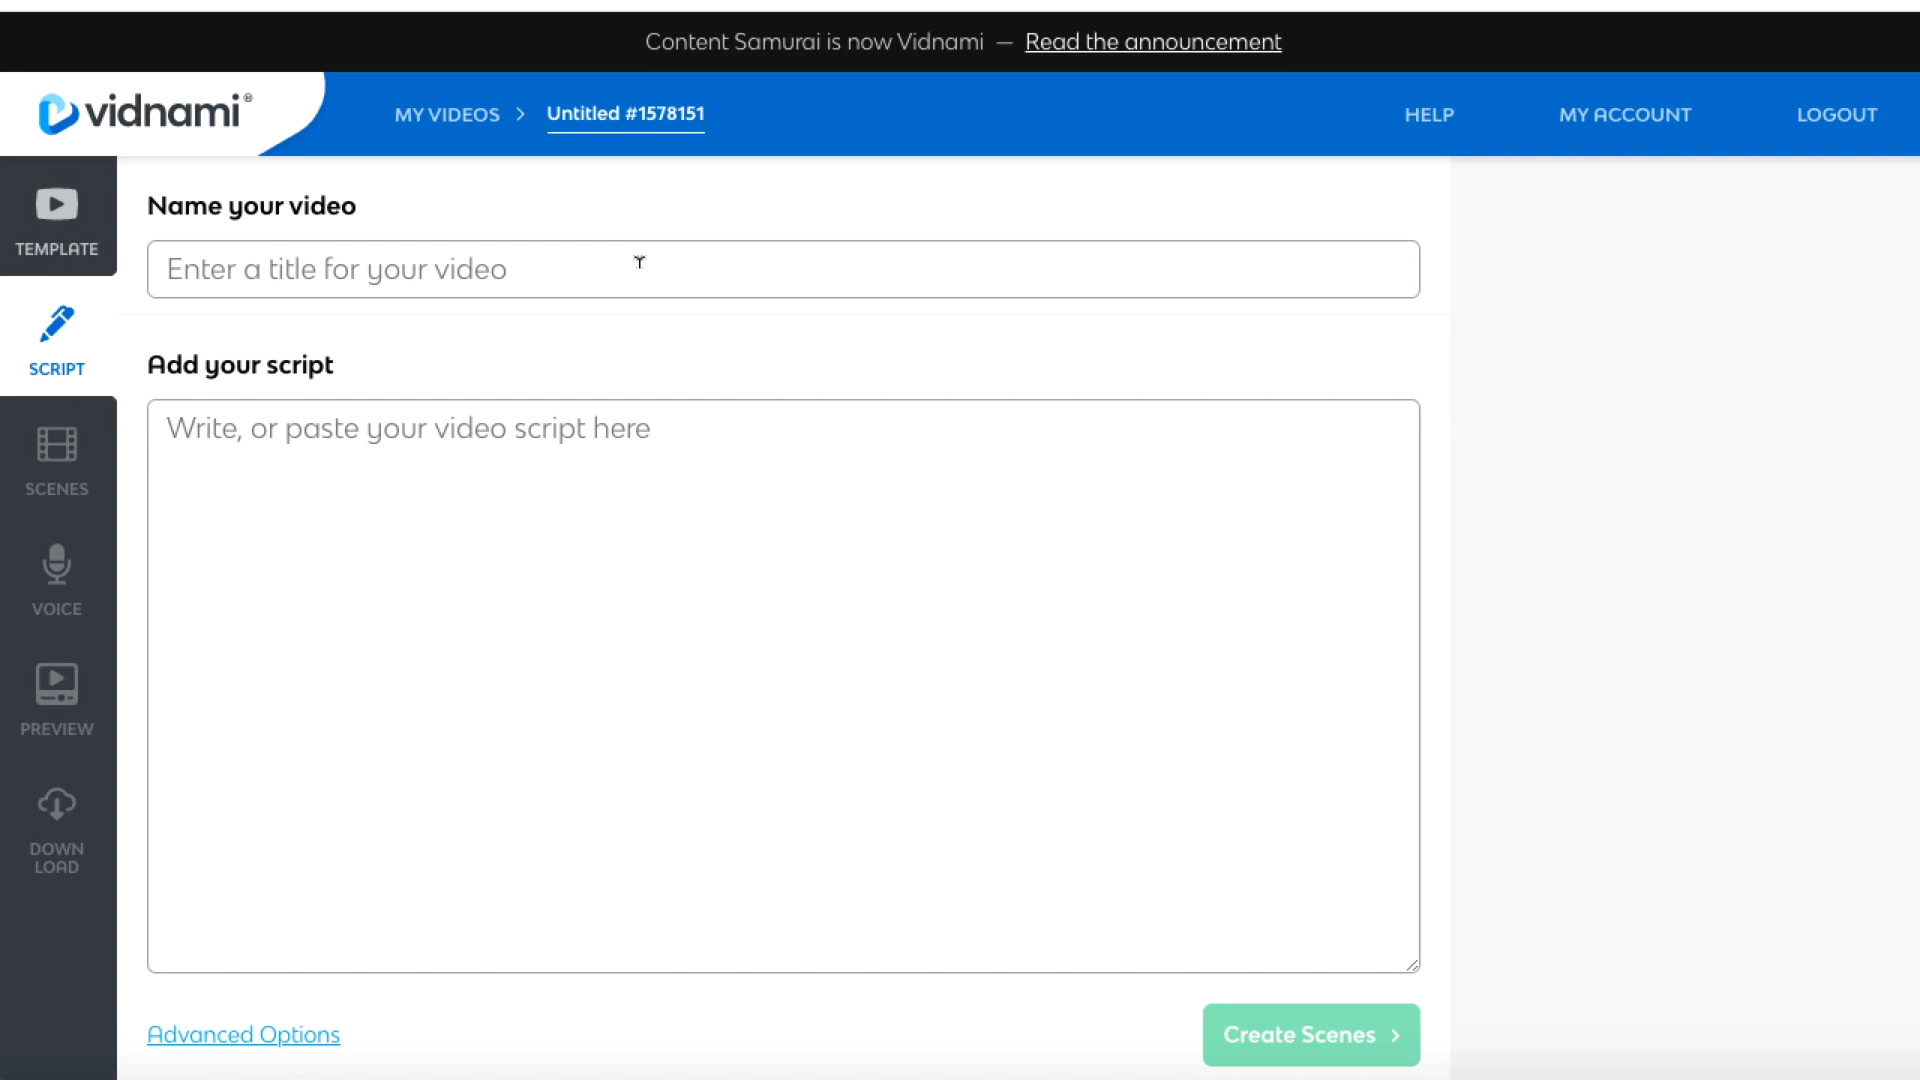 Content Samurai is now Vidnami — Read the announcement
vidnami®
MY VIDEOS > Untitled #1578151
HELP
MY ACCOUNT
LOGOUT
TEMPLATE
SCRIPT
SCENES
VOICE
PREVIEW
DOWN
LOAD
Name your video
Enter a title for your video
Add your script
Write, or paste your video script here
Advanced Options
Create Scenes >